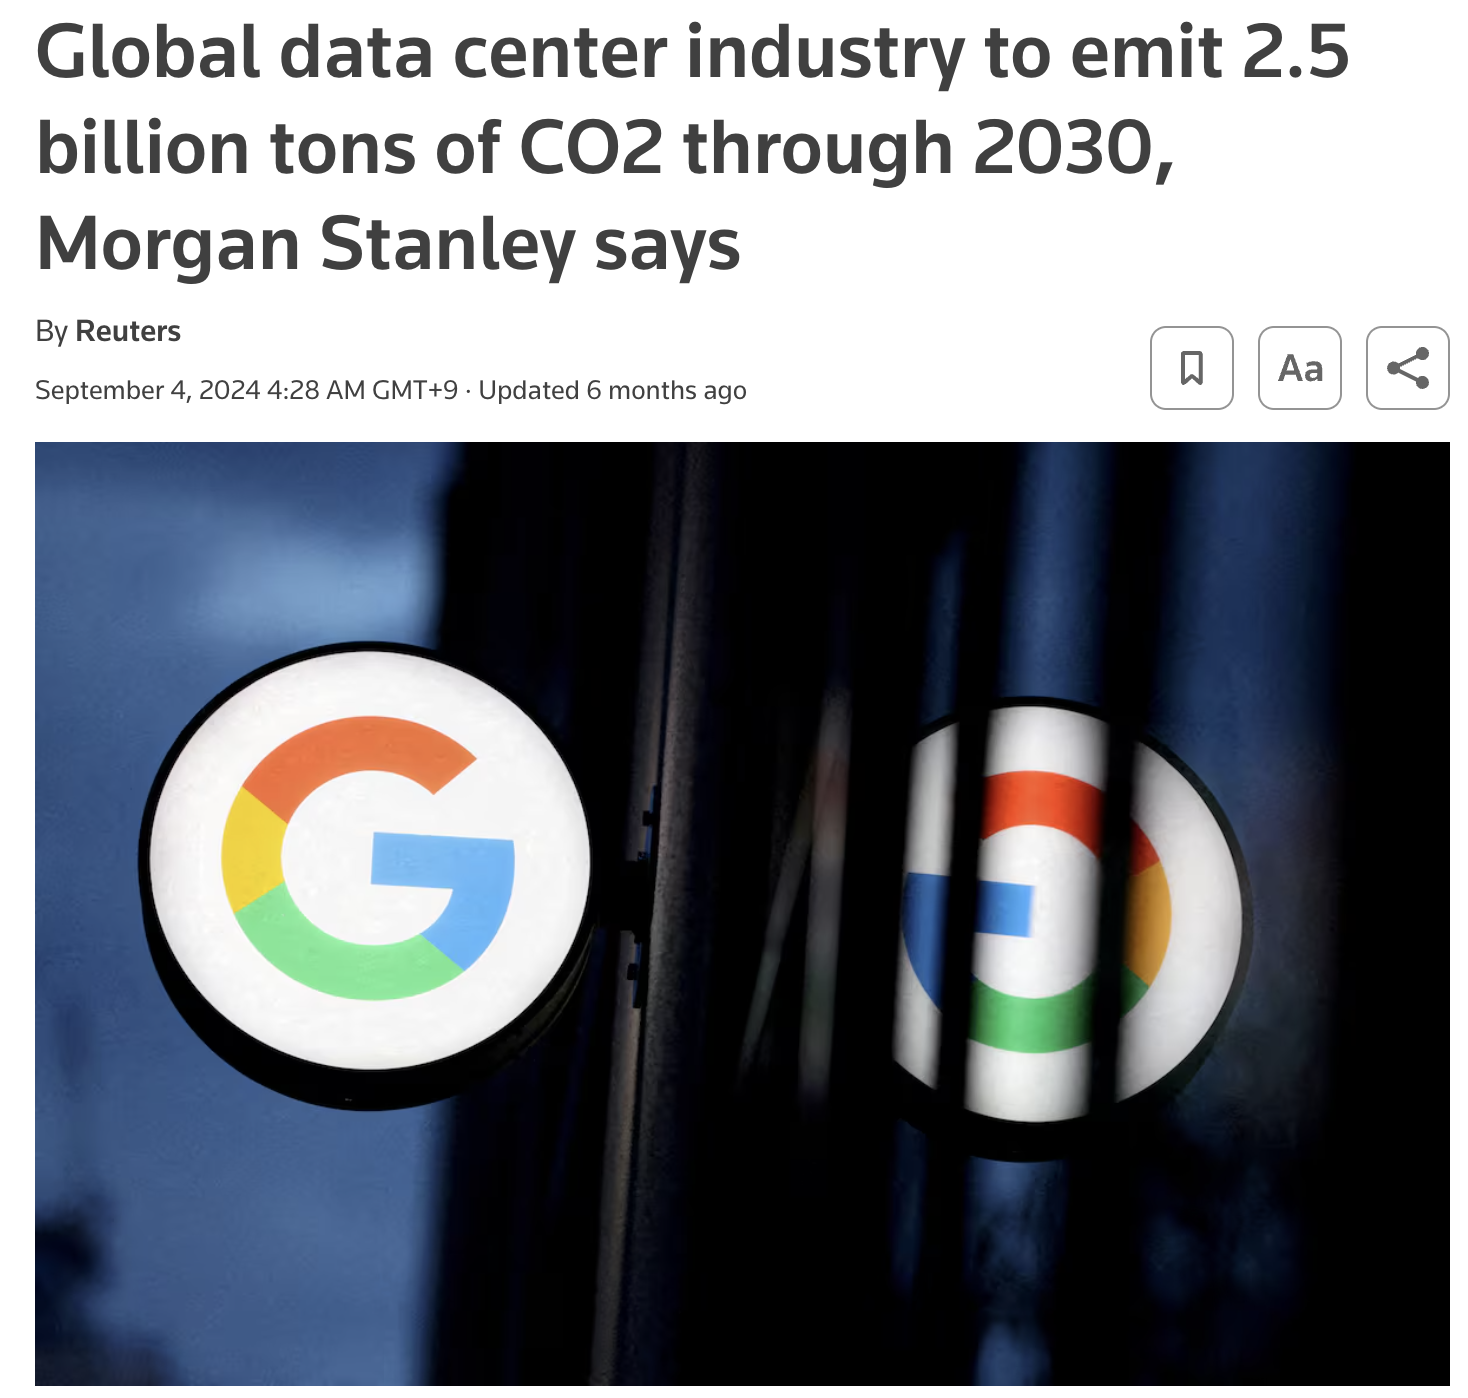 Global data center industry to emit 2.5
billion tons of CO2 through 2030,
Morgan Stanley says
By Reuters
September 4, 2024 4:28 AM GMT+9 · Updated 6 months ago
Aa
G